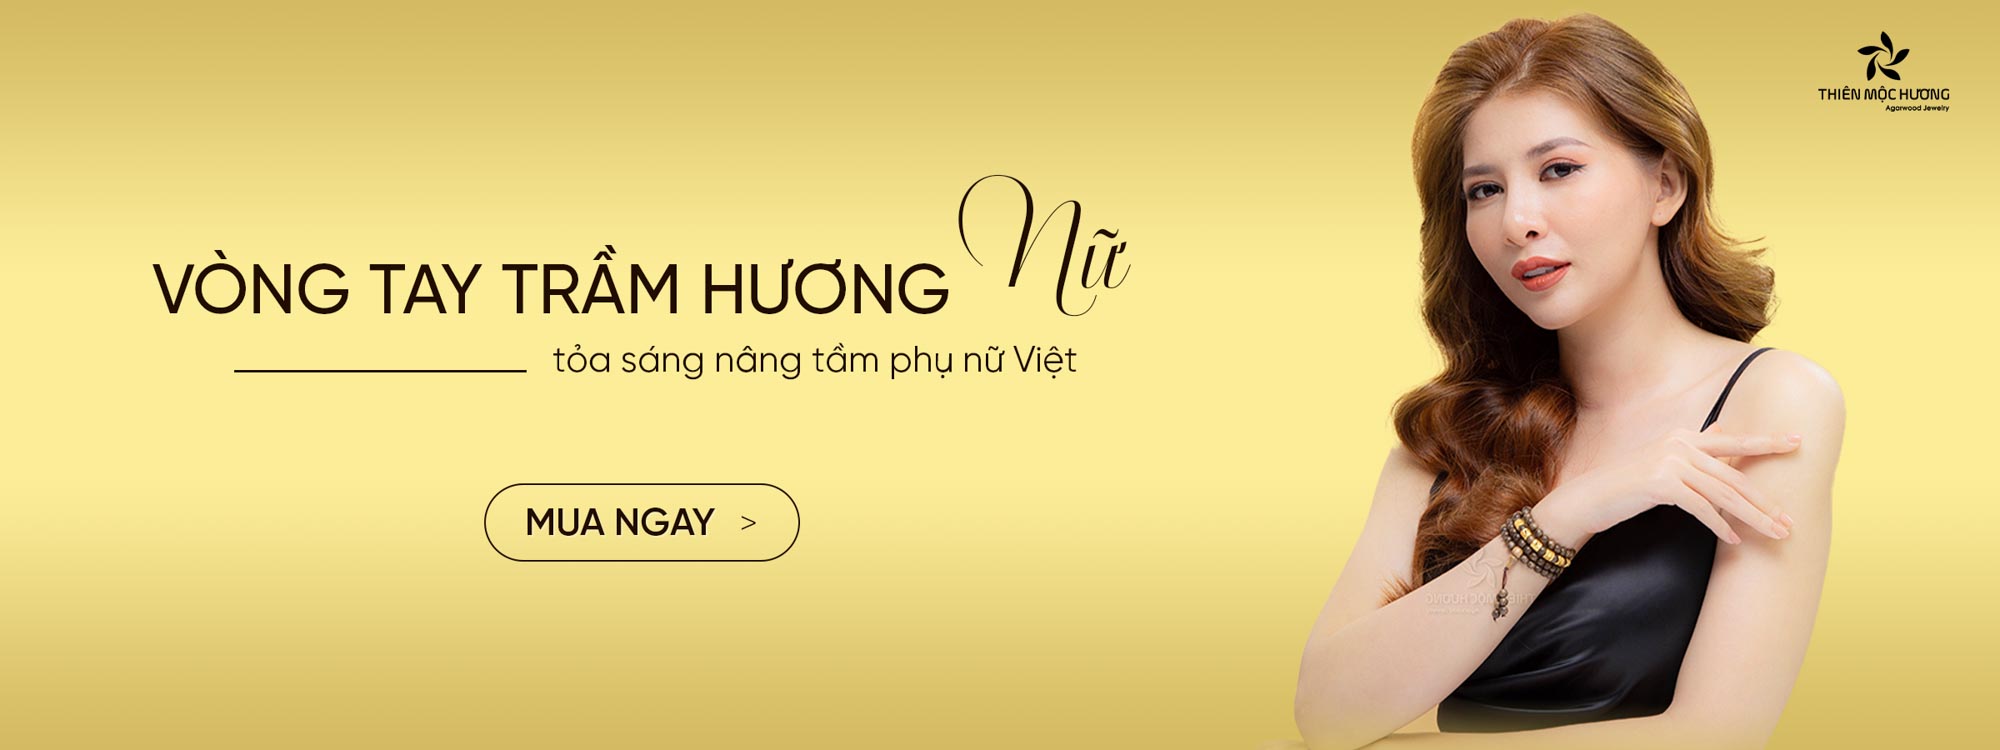 THIÊN MỘC HƯƠNG
Agarwood Jewelry
VÒNG TAY TRẦM HƯƠNG Nữ
tỏa sáng nâng tầm phụ nữ Việt
MUA NGAY >